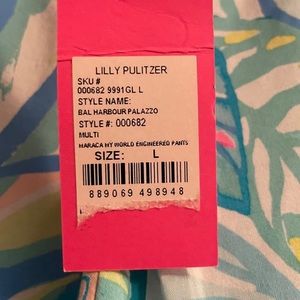 LILLY PULITZER
SKU #
000682 9991GL L
STYLE NAME:
BAL HARBOUR PALAZZO
STYLE #: 000682
MULTI
MARACA MY WORLD ENGINEERED PANTS
SIZE: L
889069 498948